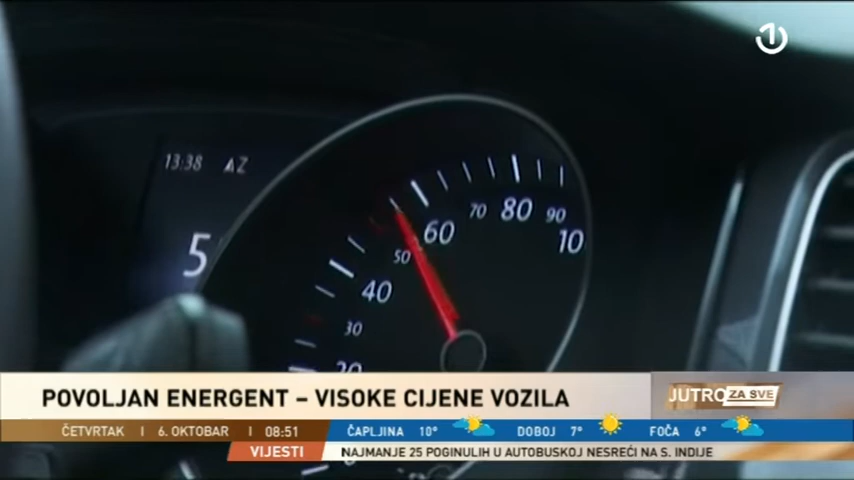 1
13:38 AZ
5
10 20 30 40 50 60 70 80 90 10
POVOLJAN ENERGENT – VISOKE CIJENE VOZILA
JUTRO ZA SVE
ČETVRTAK 6. OKTOBAR 08:51 ČAPLJINA 10° DOBOJ 7° FOČA 6°
VIJESTI NAJMANJE 25 POGINULIH U AUTOBUSKOJ NESREĆI NA S. INDIJE